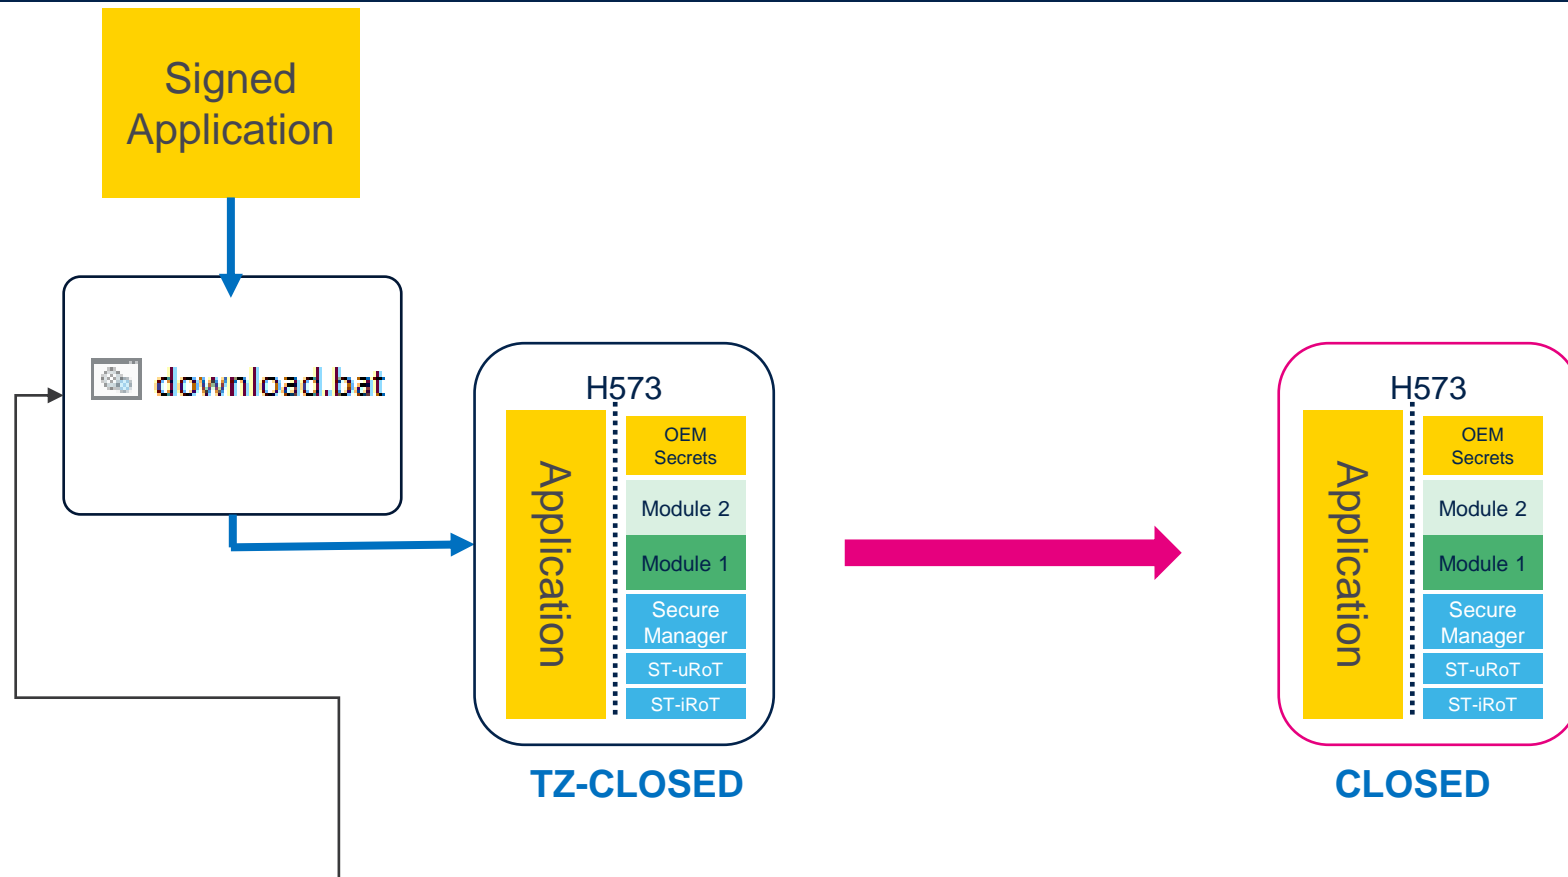 Signed
Application
download.bat
H573
Application
OEM
Secrets
Module 2
Module 1
Secure
Manager
ST-uRoT
ST-iRoT
TZ-CLOSED
H573
Application
OEM
Secrets
Module 2
Module 1
Secure
Manager
ST-uRoT
ST-iRoT
CLOSED